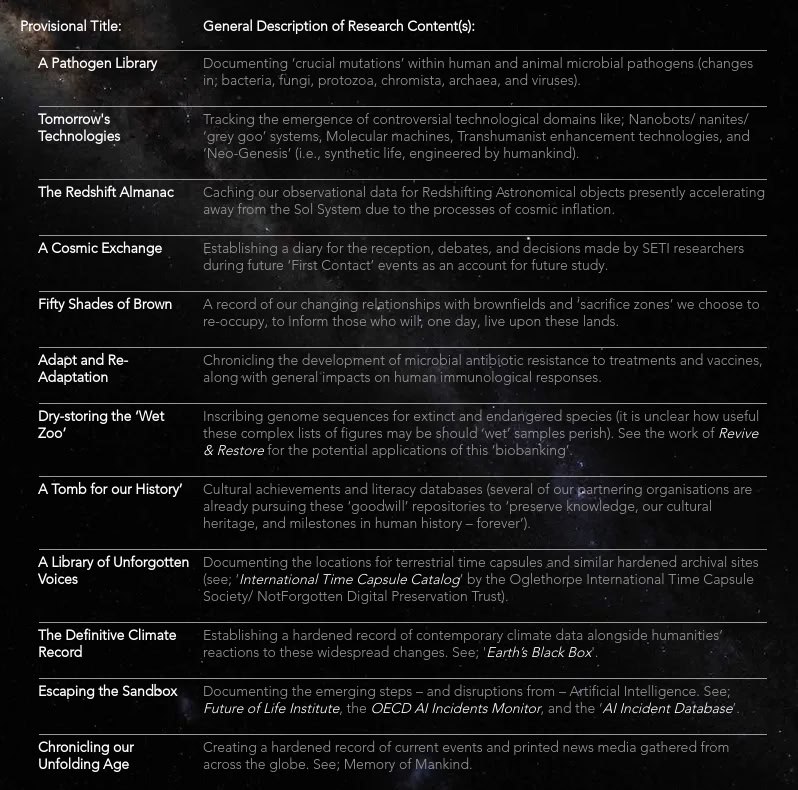 Provisional Title: General Description of Research Content(s):
A Pathogen Library Documenting ‘crucial mutations’ within human and animal microbial pathogens (changes
in; bacteria, fungi, protozoa, chromista, archaea, and viruses).
Tomorrow's Tracking the emergence of controversial technological domains like; Nanobots/ nanites/
Technologies ‘grey goo’ systems, Molecular machines, Transhumanist enhancement technologies, and
‘Neo-Genesis’ (i.e., synthetic life, engineered by humankind).
The Redshift Almanac Caching our observational data for Redshifting Astronomical objects presently accelerating
away from the Sol System due to the processes of cosmic inflation.
A Cosmic Exchange Establishing a diary for the reception, debates, and decisions made by SETI researchers
during future ‘First Contact’ events as an account for future study.
Fifty Shades of Brown A record of our changing relationships with brownfields and ‘sacrifice zones’ we choose to
re-occupy, to inform those who will, one day, live upon these lands.
Adapt and Re- Chronicling the development of microbial antibiotic resistance to treatments and vaccines,
Adaptation along with general impacts on human immunological responses.
Dry-storing the ‘Wet Inscribing genome sequences for extinct and endangered species (it is unclear how useful
Zoo’ these complex lists of figures may be should ‘wet’ samples perish). See the work of Revive
& Restore for the potential applications of this ‘biobanking’.
A Tomb for our History’ Cultural achievements and literacy databases (several of our partnering organisations are
already pursuing these ‘goodwill’ repositories to ‘preserve knowledge, our cultural
heritage, and milestones in human history – forever’).
A Library of Unforgotten Documenting the locations for terrestrial time capsules and similar hardened archival sites
Voices (see; ‘International Time Capsule Catalog’ by the Oglethorpe International Time Capsule
Society/ NotForgotten Digital Preservation Trust).
The Definitive Climate Establishing a hardened record of contemporary climate data alongside humanities’
Record reactions to these widespread changes. See; ‘Earth’s Black Box’.
Escaping the Sandbox Documenting the emerging steps – and disruptions from – Artificial Intelligence. See;
Future of Life Institute, the OECD AI Incidents Monitor, and the ‘AI Incident Database’.
Chronicling our Creating a hardened record of current events and printed news media gathered from
Unfolding Age across the globe. See; Memory of Mankind.